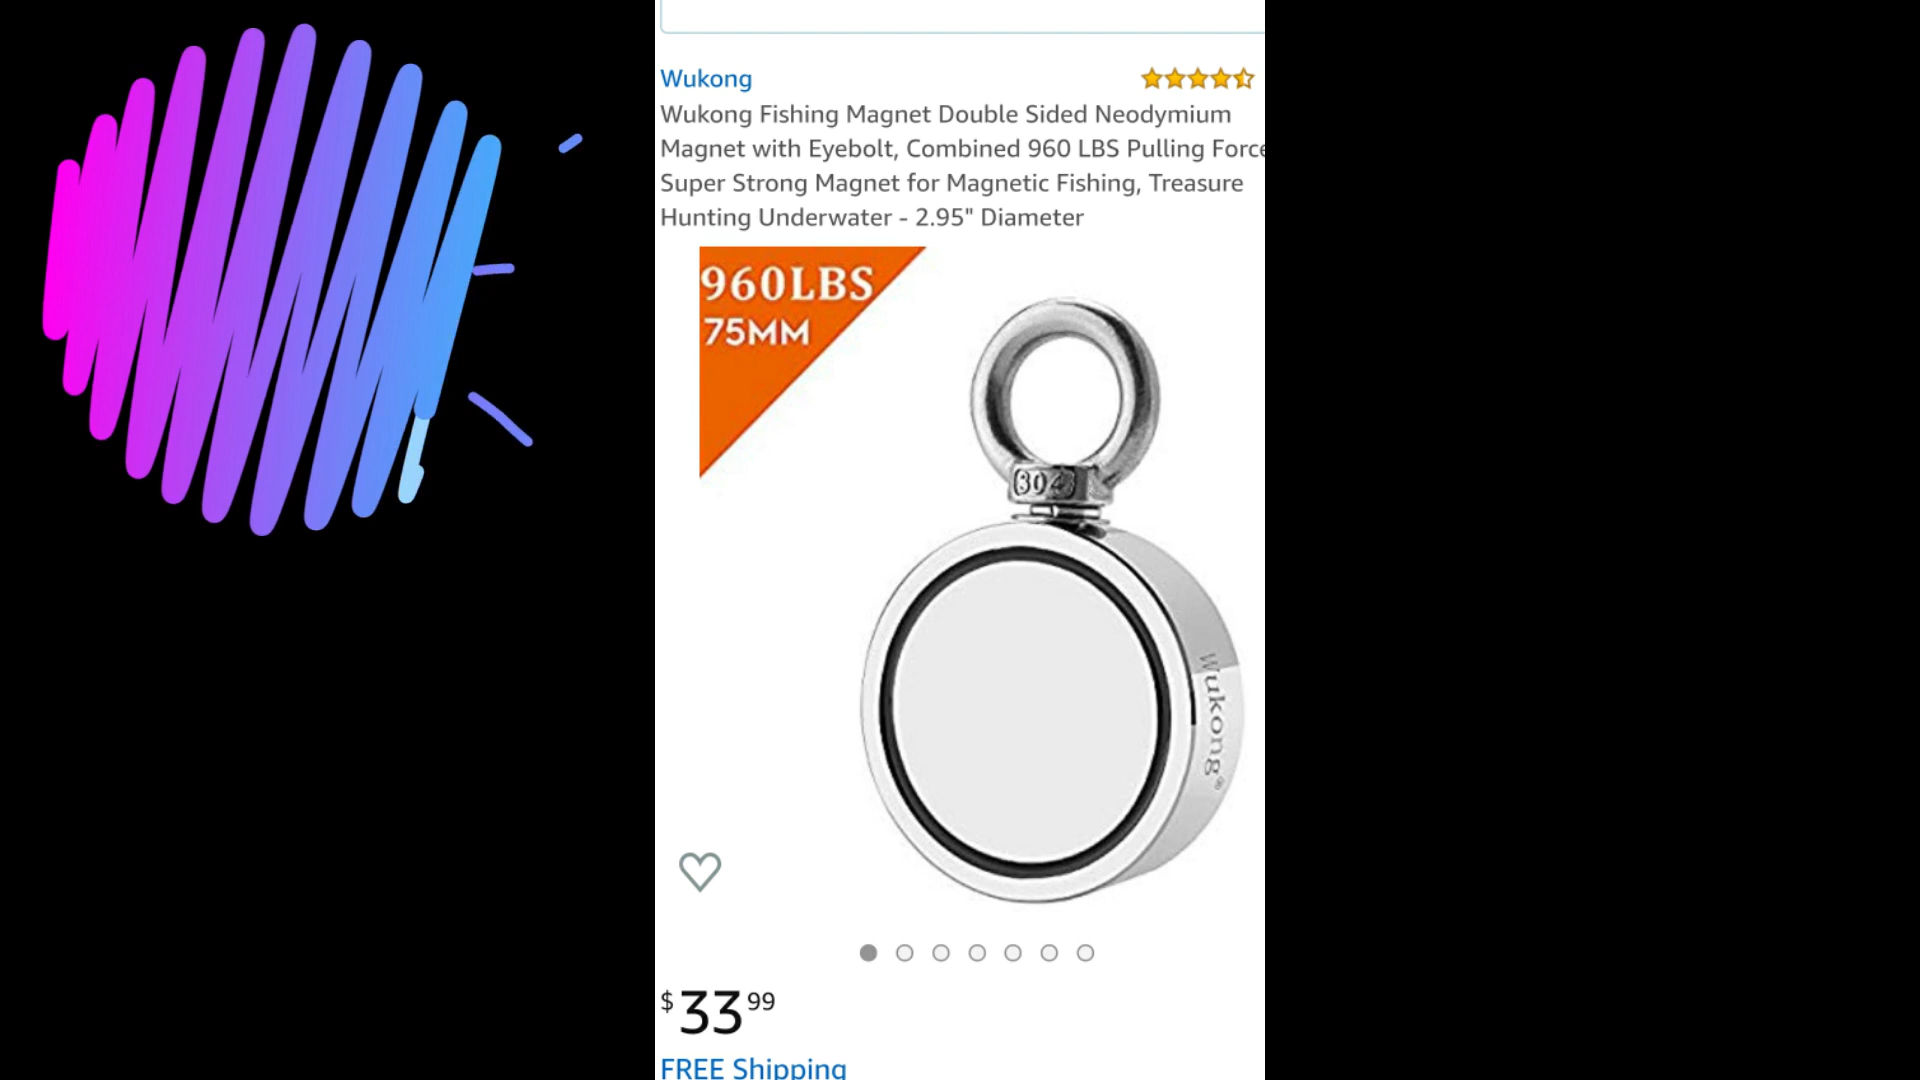 Wukong
Wukong Fishing Magnet Double Sided Neodymium
Magnet with Eyebolt, Combined 960 LBS Pulling Force
Super Strong Magnet for Magnetic Fishing, Treasure
Hunting Underwater - 2.95" Diameter
960LBS
75MM
304
Wukong®
$33 99
FREE Shipping